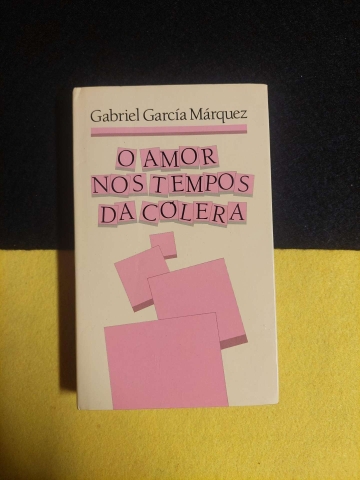 Gabriel García Márquez
O AMOR
NOS TEMPOS
DA CÓLERA